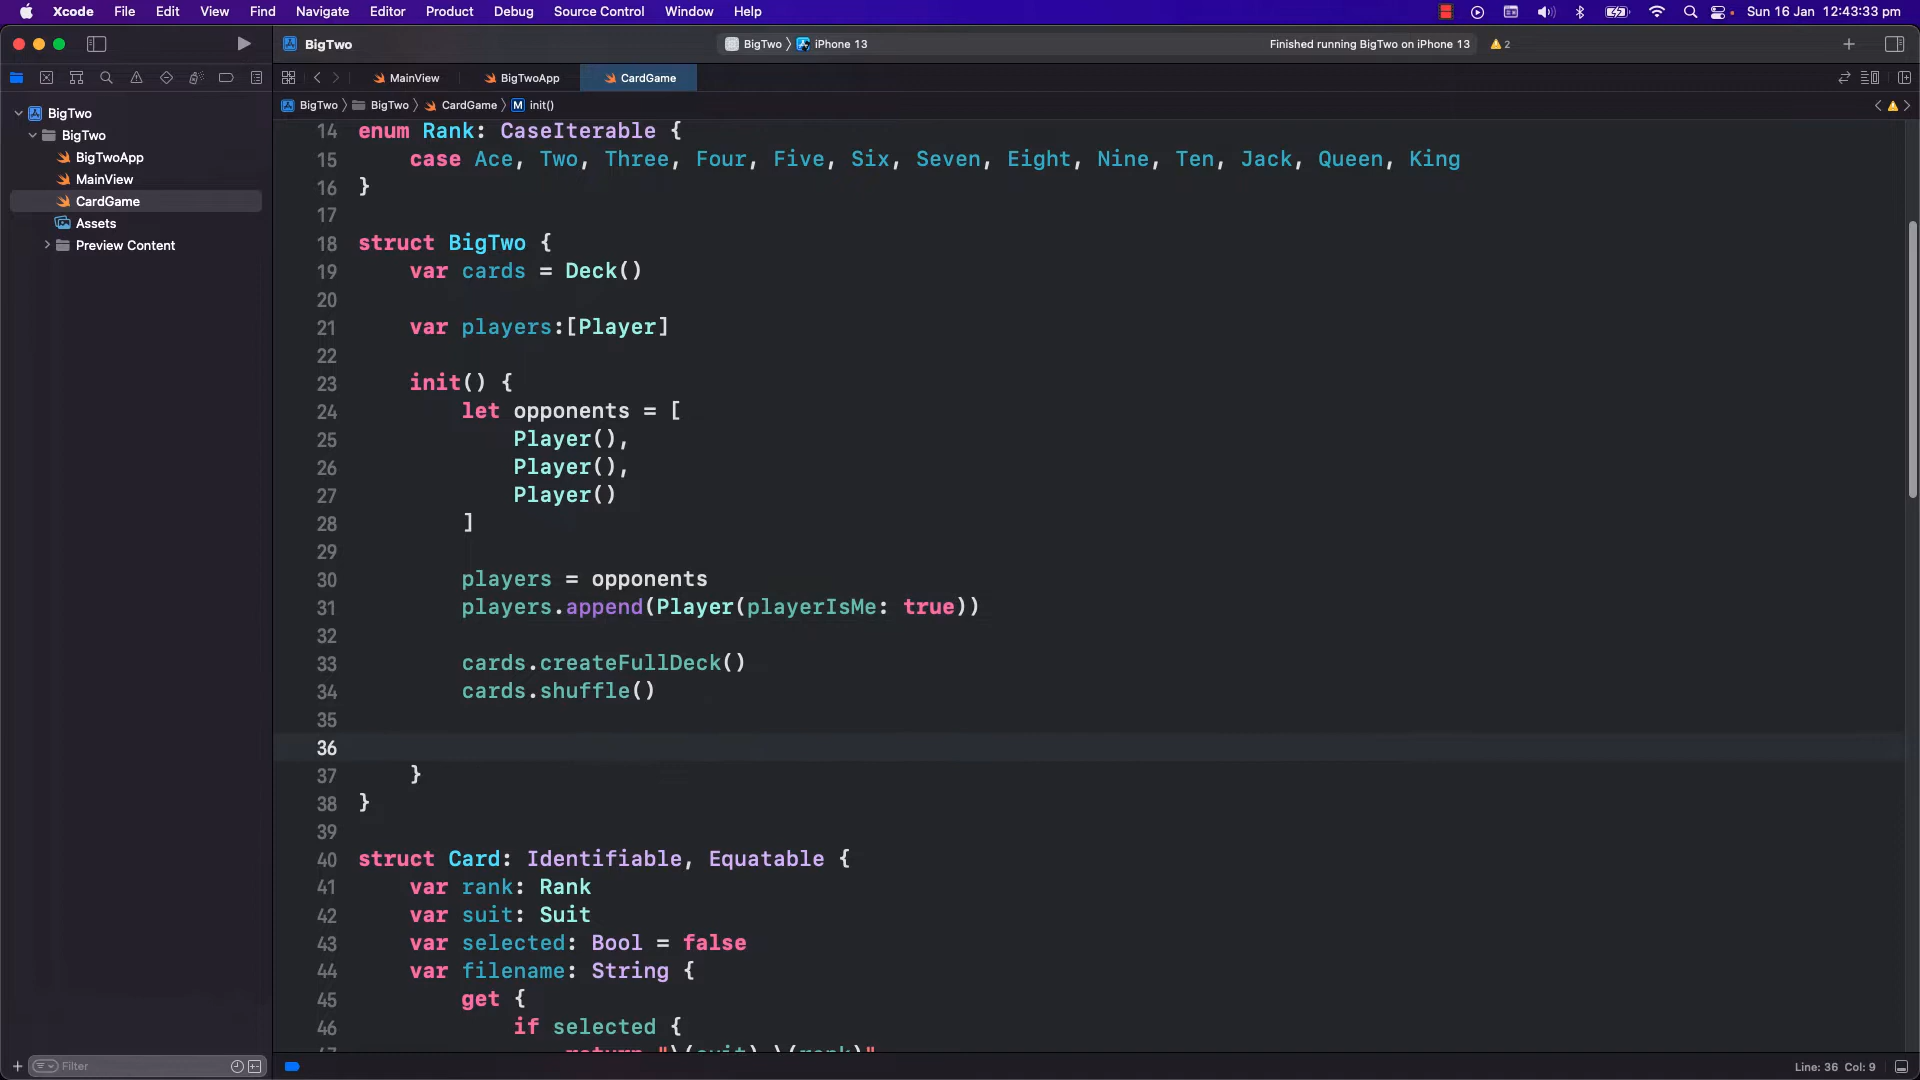 Xcode File Edit View Find Navigate Editor Product Debug Source Control Window Help Sun 16 Jan 12:43:33 pm
BigTwo BigTwo 〉 iPhone 13 Finished running BigTwo on iPhone 13 2
MainView BigTwoApp CardGame
BigTwo 〉 BigTwo 〉 CardGame 〉 M init()
BigTwo
BigTwo
BigTwoApp
MainView
CardGame
Assets
Preview Content
14 enum Rank: CaseIterable {
15 case Ace, Two, Three, Four, Five, Six, Seven, Eight, Nine, Ten, Jack, Queen, King
16 }
17
18 struct BigTwo {
19 var cards = Deck()
20
21 var players:[Player]
22
23 init() {
24 let opponents = [
25 Player(),
26 Player(),
27 Player()
28 ]
29
30 players = opponents
31 players.append(Player(playerIsMe: true))
32
33 cards.createFullDeck()
34 cards.shuffle()
35
36
37 }
38 }
39
40 struct Card: Identifiable, Equatable {
41 var rank: Rank
42 var suit: Suit
43 var selected: Bool = false
44 var filename: String {
45 get {
46 if selected {
47 return "\(suit) \(rank)"
Filter
Line: 36 Col: 9